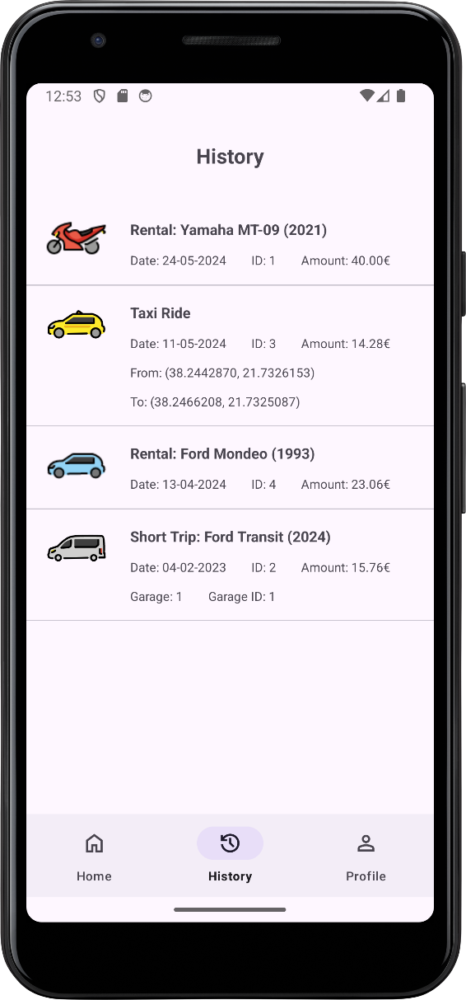 12:53
History
Rental: Yamaha MT-09 (2021)
Date: 24-05-2024 ID: 1 Amount: 40.00€
Taxi Ride
Date: 11-05-2024 ID: 3 Amount: 14.28€
From: (38.2442870, 21.7326153)
To: (38.2466208, 21.7325087)
Rental: Ford Mondeo (1993)
Date: 13-04-2024 ID: 4 Amount: 23.06€
Short Trip: Ford Transit (2024)
Date: 04-02-2023 ID: 2 Amount: 15.76€
Garage: 1 Garage ID: 1
Home History Profile